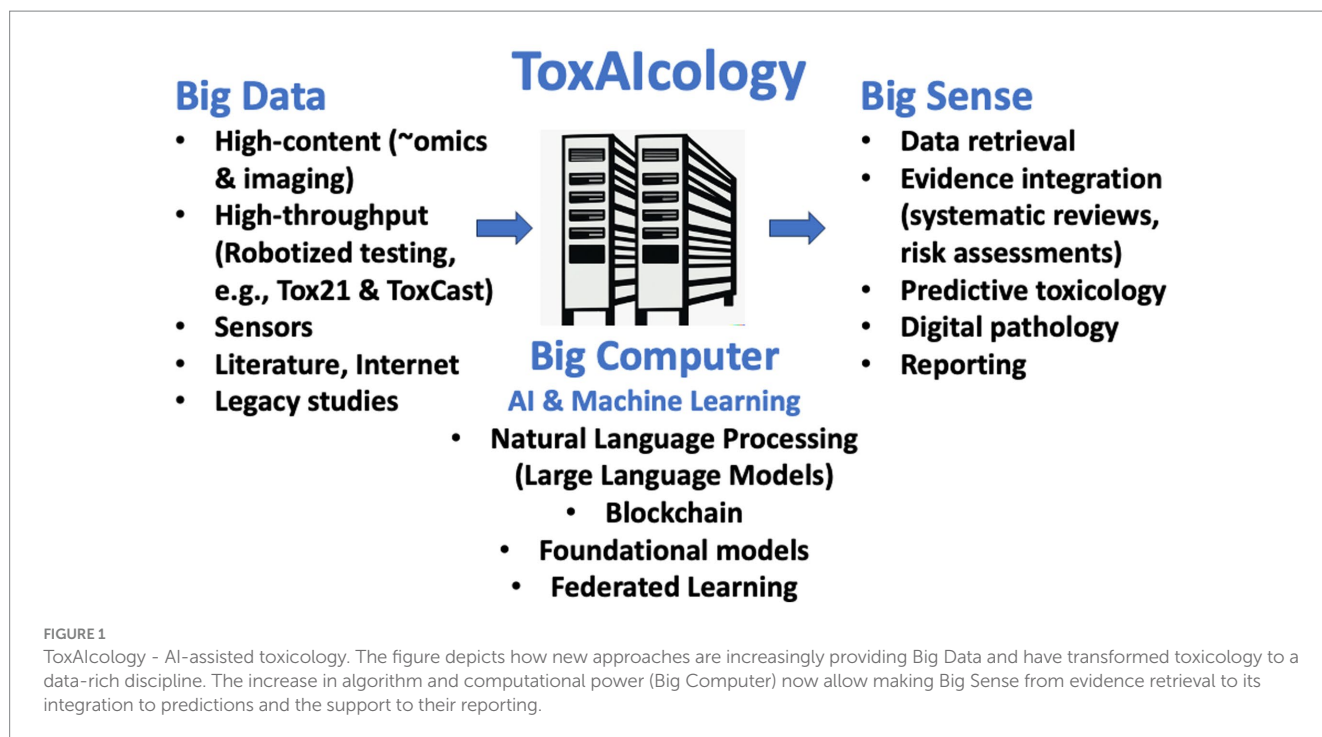 ToxAIcology
Big Data
• High-content (~omics
& imaging)
• High-throughput
(Robotized testing,
e.g., Tox21 & ToxCast)
• Sensors
• Literature, Internet
• Legacy studies
Big Computer
AI & Machine Learning
• Natural Language Processing
(Large Language Models)
• Blockchain
• Foundational models
• Federated Learning
Big Sense
• Data retrieval
• Evidence integration
(systematic reviews,
risk assessments)
• Predictive toxicology
• Digital pathology
• Reporting
FIGURE 1
ToxAIcology - AI-assisted toxicology. The figure depicts how new approaches are increasingly providing Big Data and have transformed toxicology to a
data-rich discipline. The increase in algorithm and computational power (Big Computer) now allow making Big Sense from evidence retrieval to its
integration to predictions and the support to their reporting.